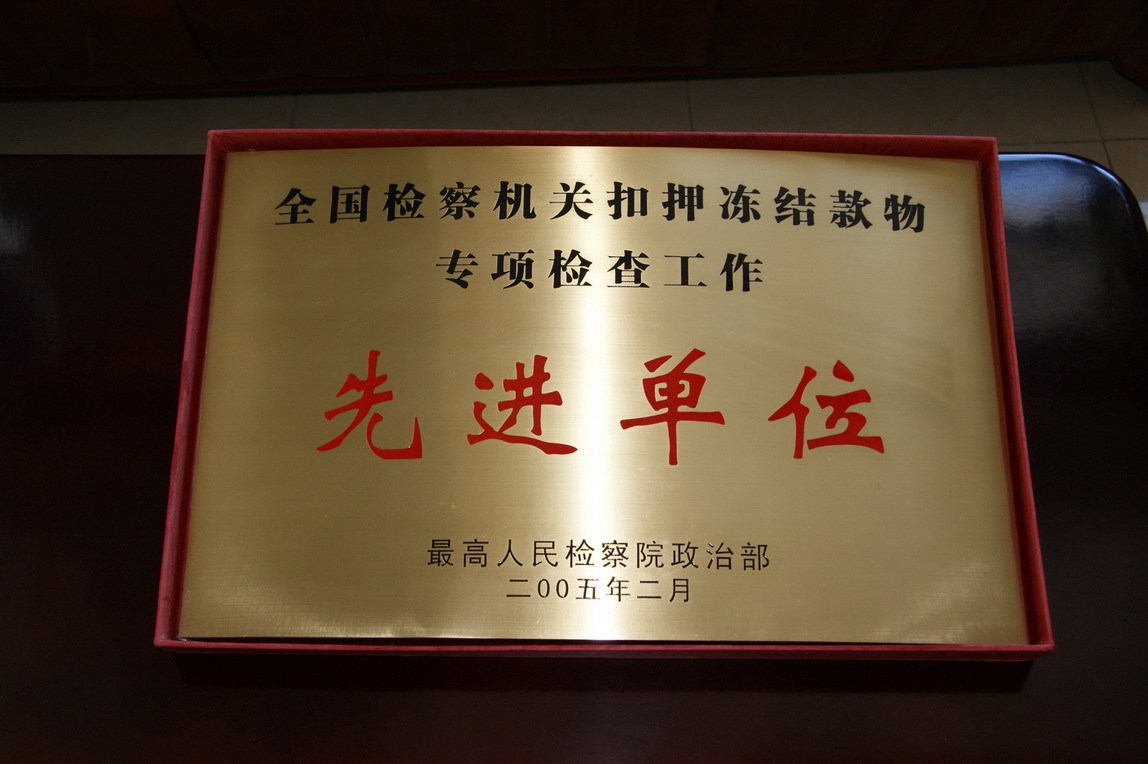 全国检察机关扣押冻结款物
专项检查工作
先进单位
最高人民检察院政治部
二00五年二月